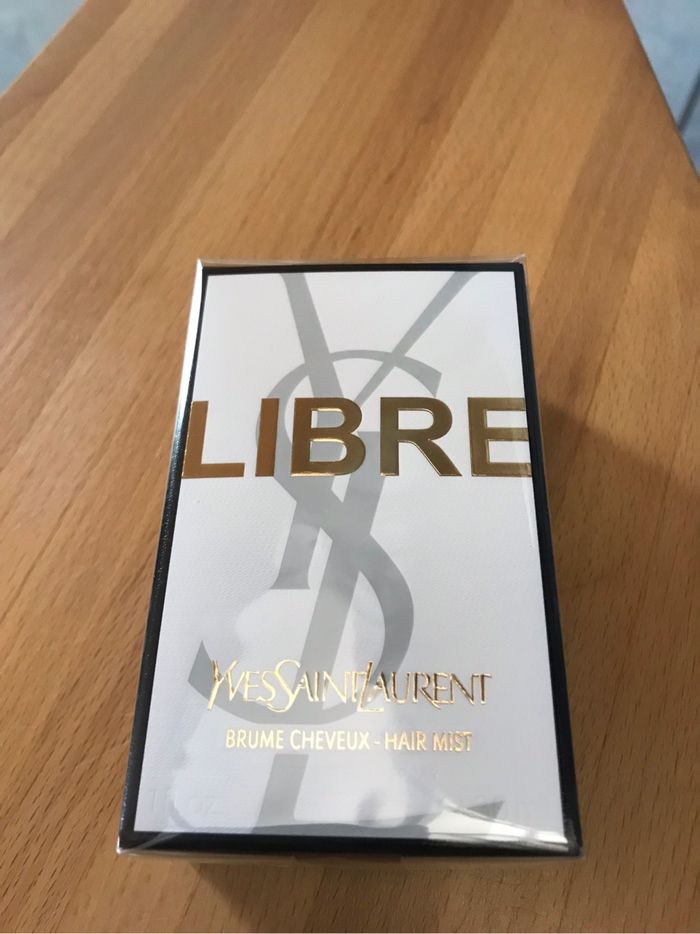 LIBRE
YVESSAINTLAURENT
BRUME CHEVEUX - HAIR MIST